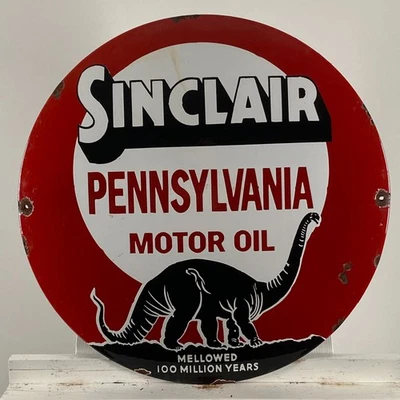 SINCLAIR
PENNSYLVANIA
MOTOR OIL
MELLOWED
100 MILLION YEARS